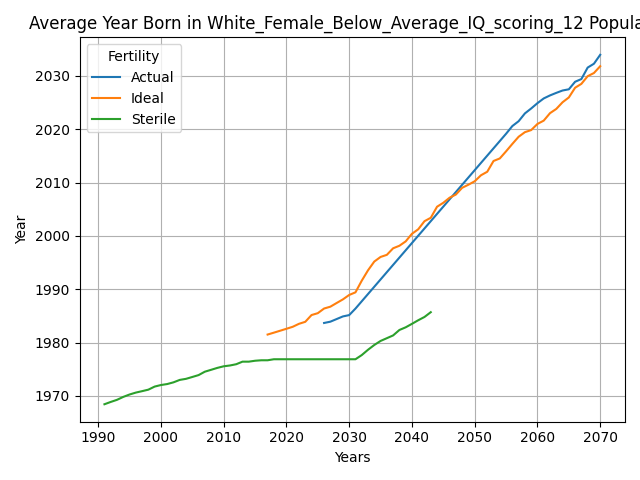 Average Year Born in White_Female_Below_Average_IQ_scoring_12 Popula
Fertility
Actual
Ideal
Sterile
2030
2020
2010
2000
1990
1980
1970
Year
1990 2000 2010 2020 2030 2040 2050 2060 2070
Years